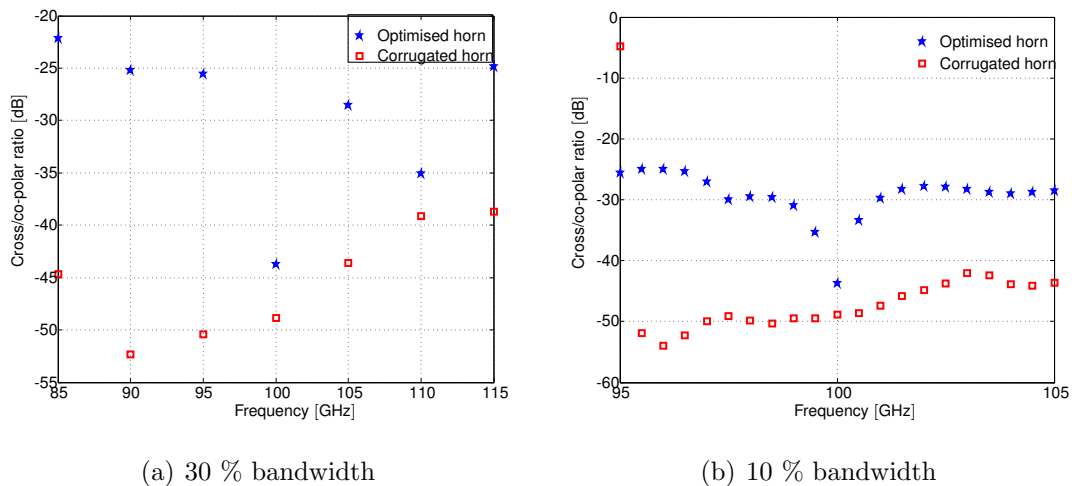 -20
-25
-30
-35
-40
-45
-50
-55
85 90 95 100 105 110 115
Frequency [GHz]
Cross/co-polar ratio [dB]
Optimised horn
Corrugated horn
(a) 30 % bandwidth
0
-10
-20
-30
-40
-50
-60
95 100 105
Frequency [GHz]
Cross/co-polar ratio [dB]
Optimised horn
Corrugated horn
(b) 10 % bandwidth